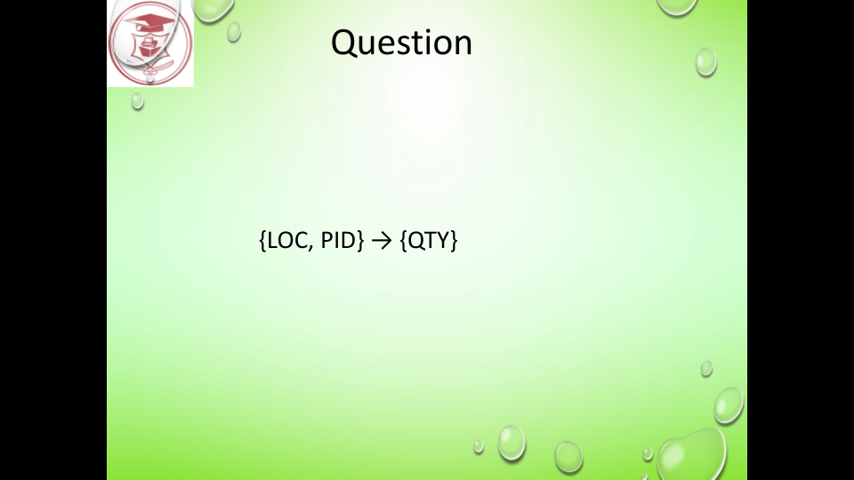 Question
{LOC, PID} → {QTY}